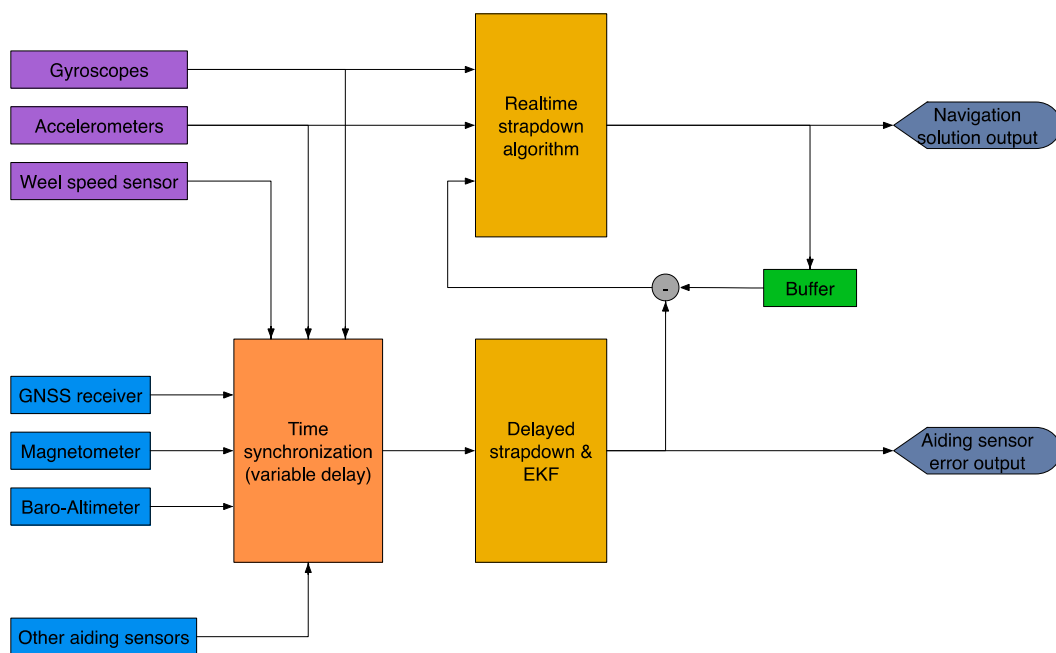 Gyroscopes
Accelerometers
Weel speed sensor
Realtime
strapdown
algorithm
Navigation
solution output
-
Buffer
GNSS receiver
Magnetometer
Baro-Altimeter
Other aiding sensors
Time
synchronization
(variable delay)
Delayed
strapdown &
EKF
Aiding sensor
error output